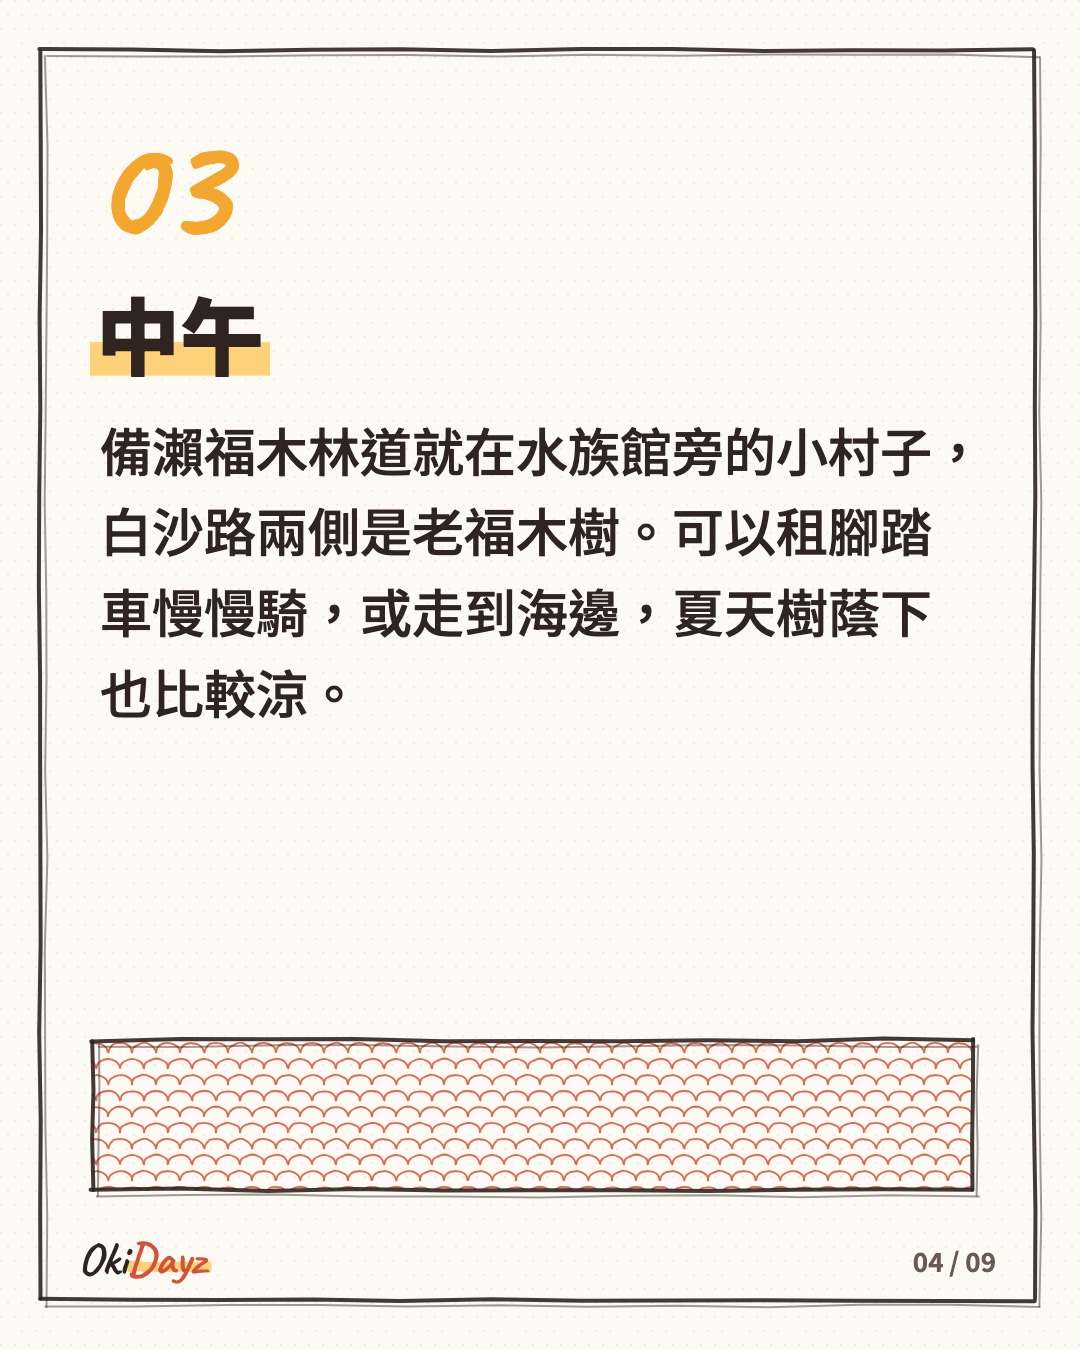 03
中午
備瀨福木林道就在水族館旁的小村子，
白沙路兩側是老福木樹。可以租腳踏
車慢慢騎，或走到海邊，夏天樹蔭下
也比較涼。
OkiDayz
04 / 09